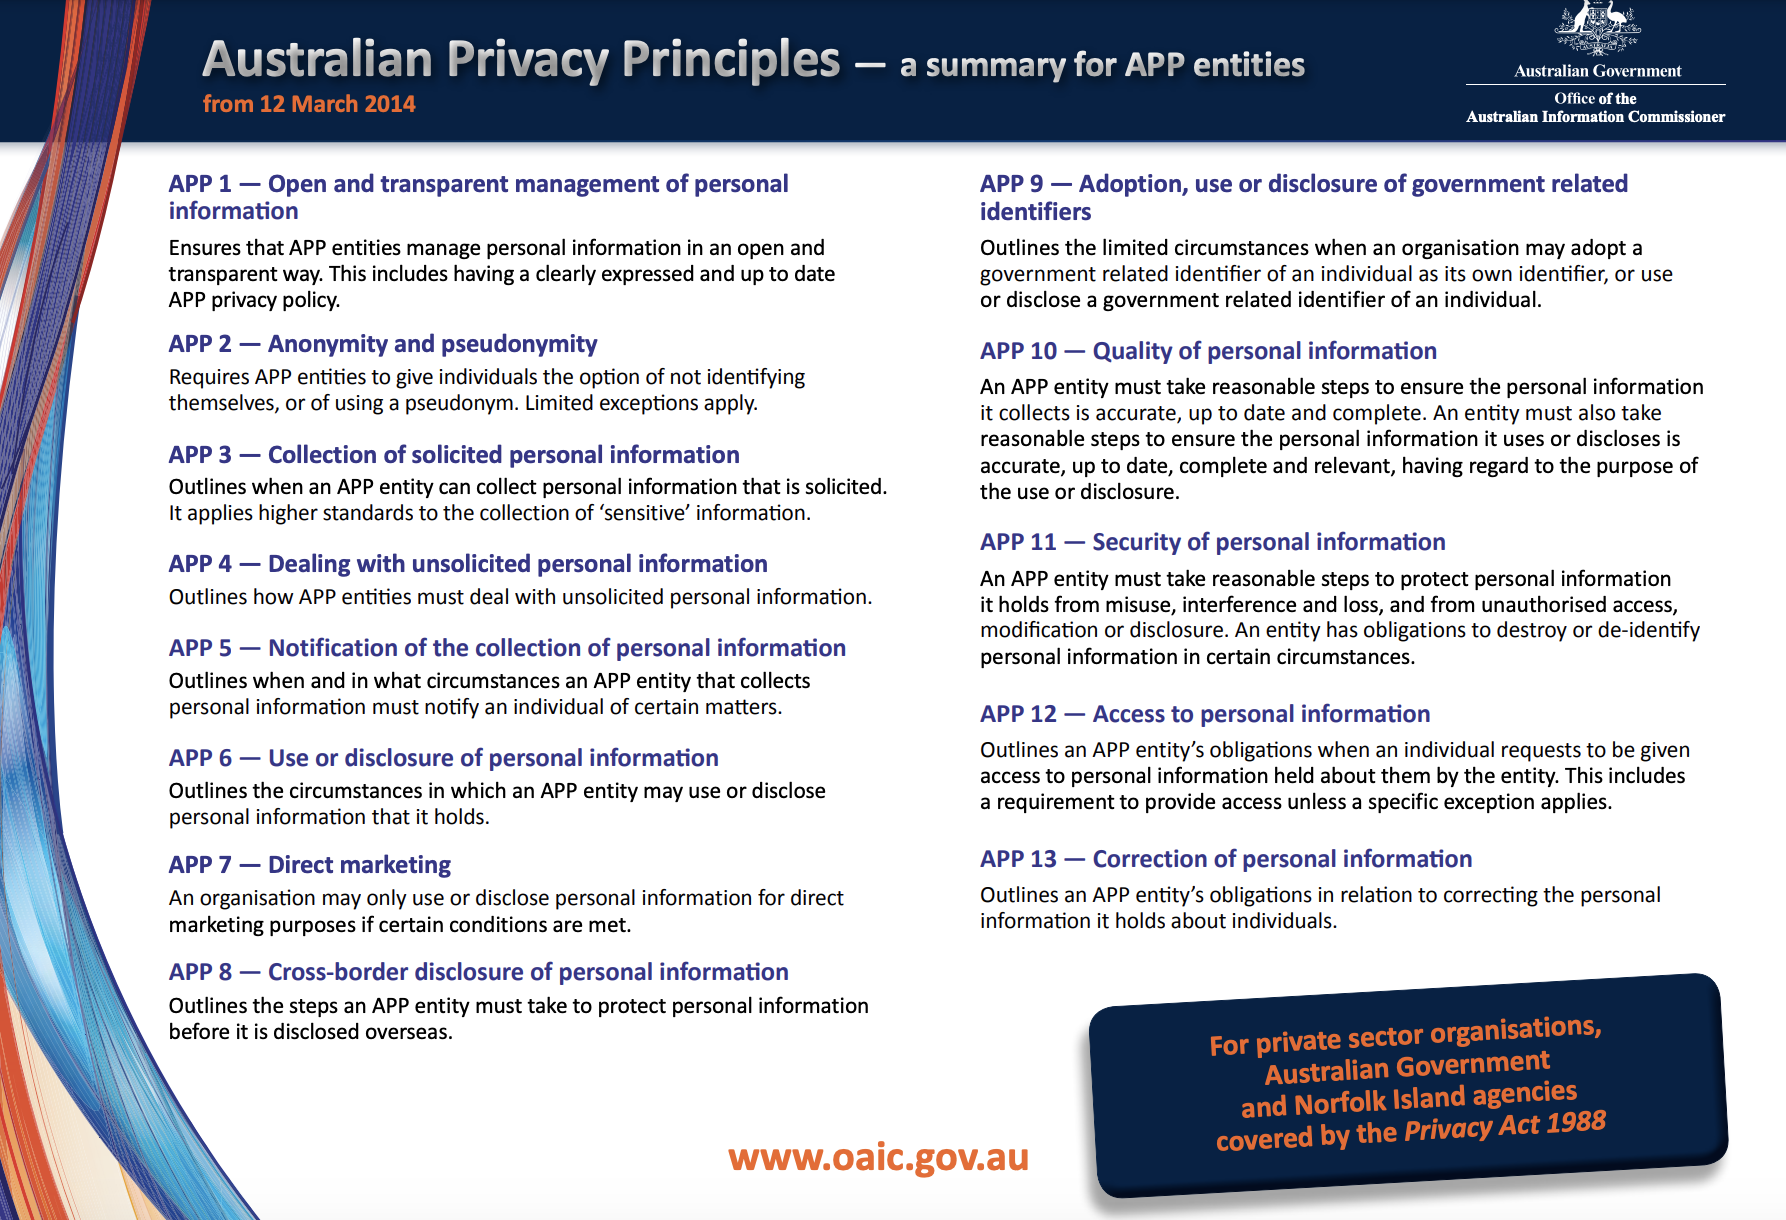 Australian Privacy Principles — a summary for APP entities
from 12 March 2014
Australian Government
Office of the
Australian Information Commissioner
APP 1 — Open and transparent management of personal
information
Ensures that APP entities manage personal information in an open and
transparent way. This includes having a clearly expressed and up to date
APP privacy policy.
APP 2 — Anonymity and pseudonymity
Requires APP entities to give individuals the option of not identifying
themselves, or of using a pseudonym. Limited exceptions apply.
APP 3 — Collection of solicited personal information
Outlines when an APP entity can collect personal information that is solicited.
It applies higher standards to the collection of ‘sensitive’ information.
APP 4 — Dealing with unsolicited personal information
Outlines how APP entities must deal with unsolicited personal information.
APP 5 — Notification of the collection of personal information
Outlines when and in what circumstances an APP entity that collects
personal information must notify an individual of certain matters.
APP 6 — Use or disclosure of personal information
Outlines the circumstances in which an APP entity may use or disclose
personal information that it holds.
APP 7 — Direct marketing
An organisation may only use or disclose personal information for direct
marketing purposes if certain conditions are met.
APP 8 — Cross-border disclosure of personal information
Outlines the steps an APP entity must take to protect personal information
before it is disclosed overseas.
APP 9 — Adoption, use or disclosure of government related
identifiers
Outlines the limited circumstances when an organisation may adopt a
government related identifier of an individual as its own identifier, or use
or disclose a government related identifier of an individual.
APP 10 — Quality of personal information
An APP entity must take reasonable steps to ensure the personal information
it collects is accurate, up to date and complete. An entity must also take
reasonable steps to ensure the personal information it uses or discloses is
accurate, up to date, complete and relevant, having regard to the purpose of
the use or disclosure.
APP 11 — Security of personal information
An APP entity must take reasonable steps to protect personal information
it holds from misuse, interference and loss, and from unauthorised access,
modification or disclosure. An entity has obligations to destroy or de-identify
personal information in certain circumstances.
APP 12 — Access to personal information
Outlines an APP entity’s obligations when an individual requests to be given
access to personal information held about them by the entity. This includes
a requirement to provide access unless a specific exception applies.
APP 13 — Correction of personal information
Outlines an APP entity’s obligations in relation to correcting the personal
information it holds about individuals.
For private sector organisations,
Australian Government
and Norfolk Island agencies
covered by the Privacy Act 1988
www.oaic.gov.au